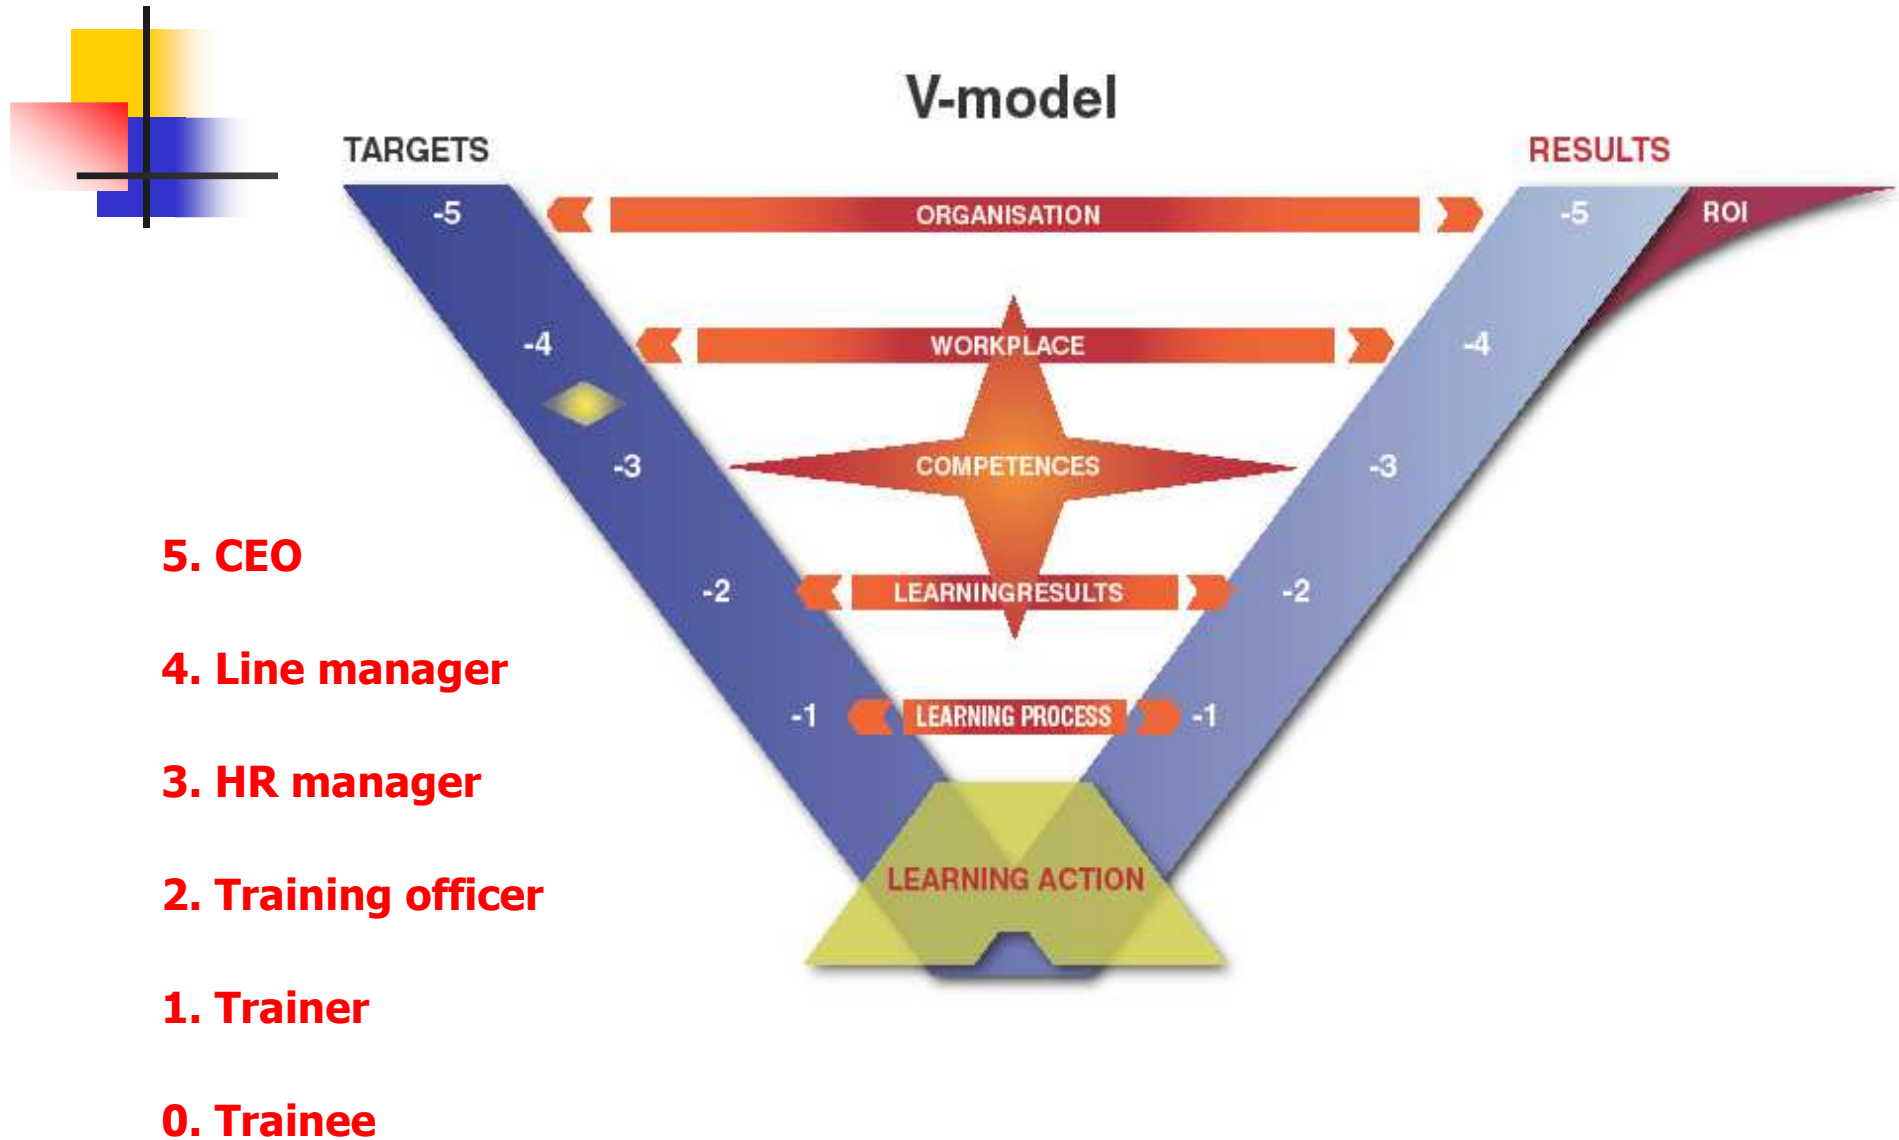 V-model
TARGETS
RESULTS
-5
ORGANISATION
-5
ROI
-4
WORKPLACE
-4
-3
COMPETENCES
-3
5. CEO
-2
LEARNINGRESULTS
-2
4. Line manager
-1
LEARNING PROCESS
-1
3. HR manager
LEARNING ACTION
2. Training officer
1. Trainer
0. Trainee